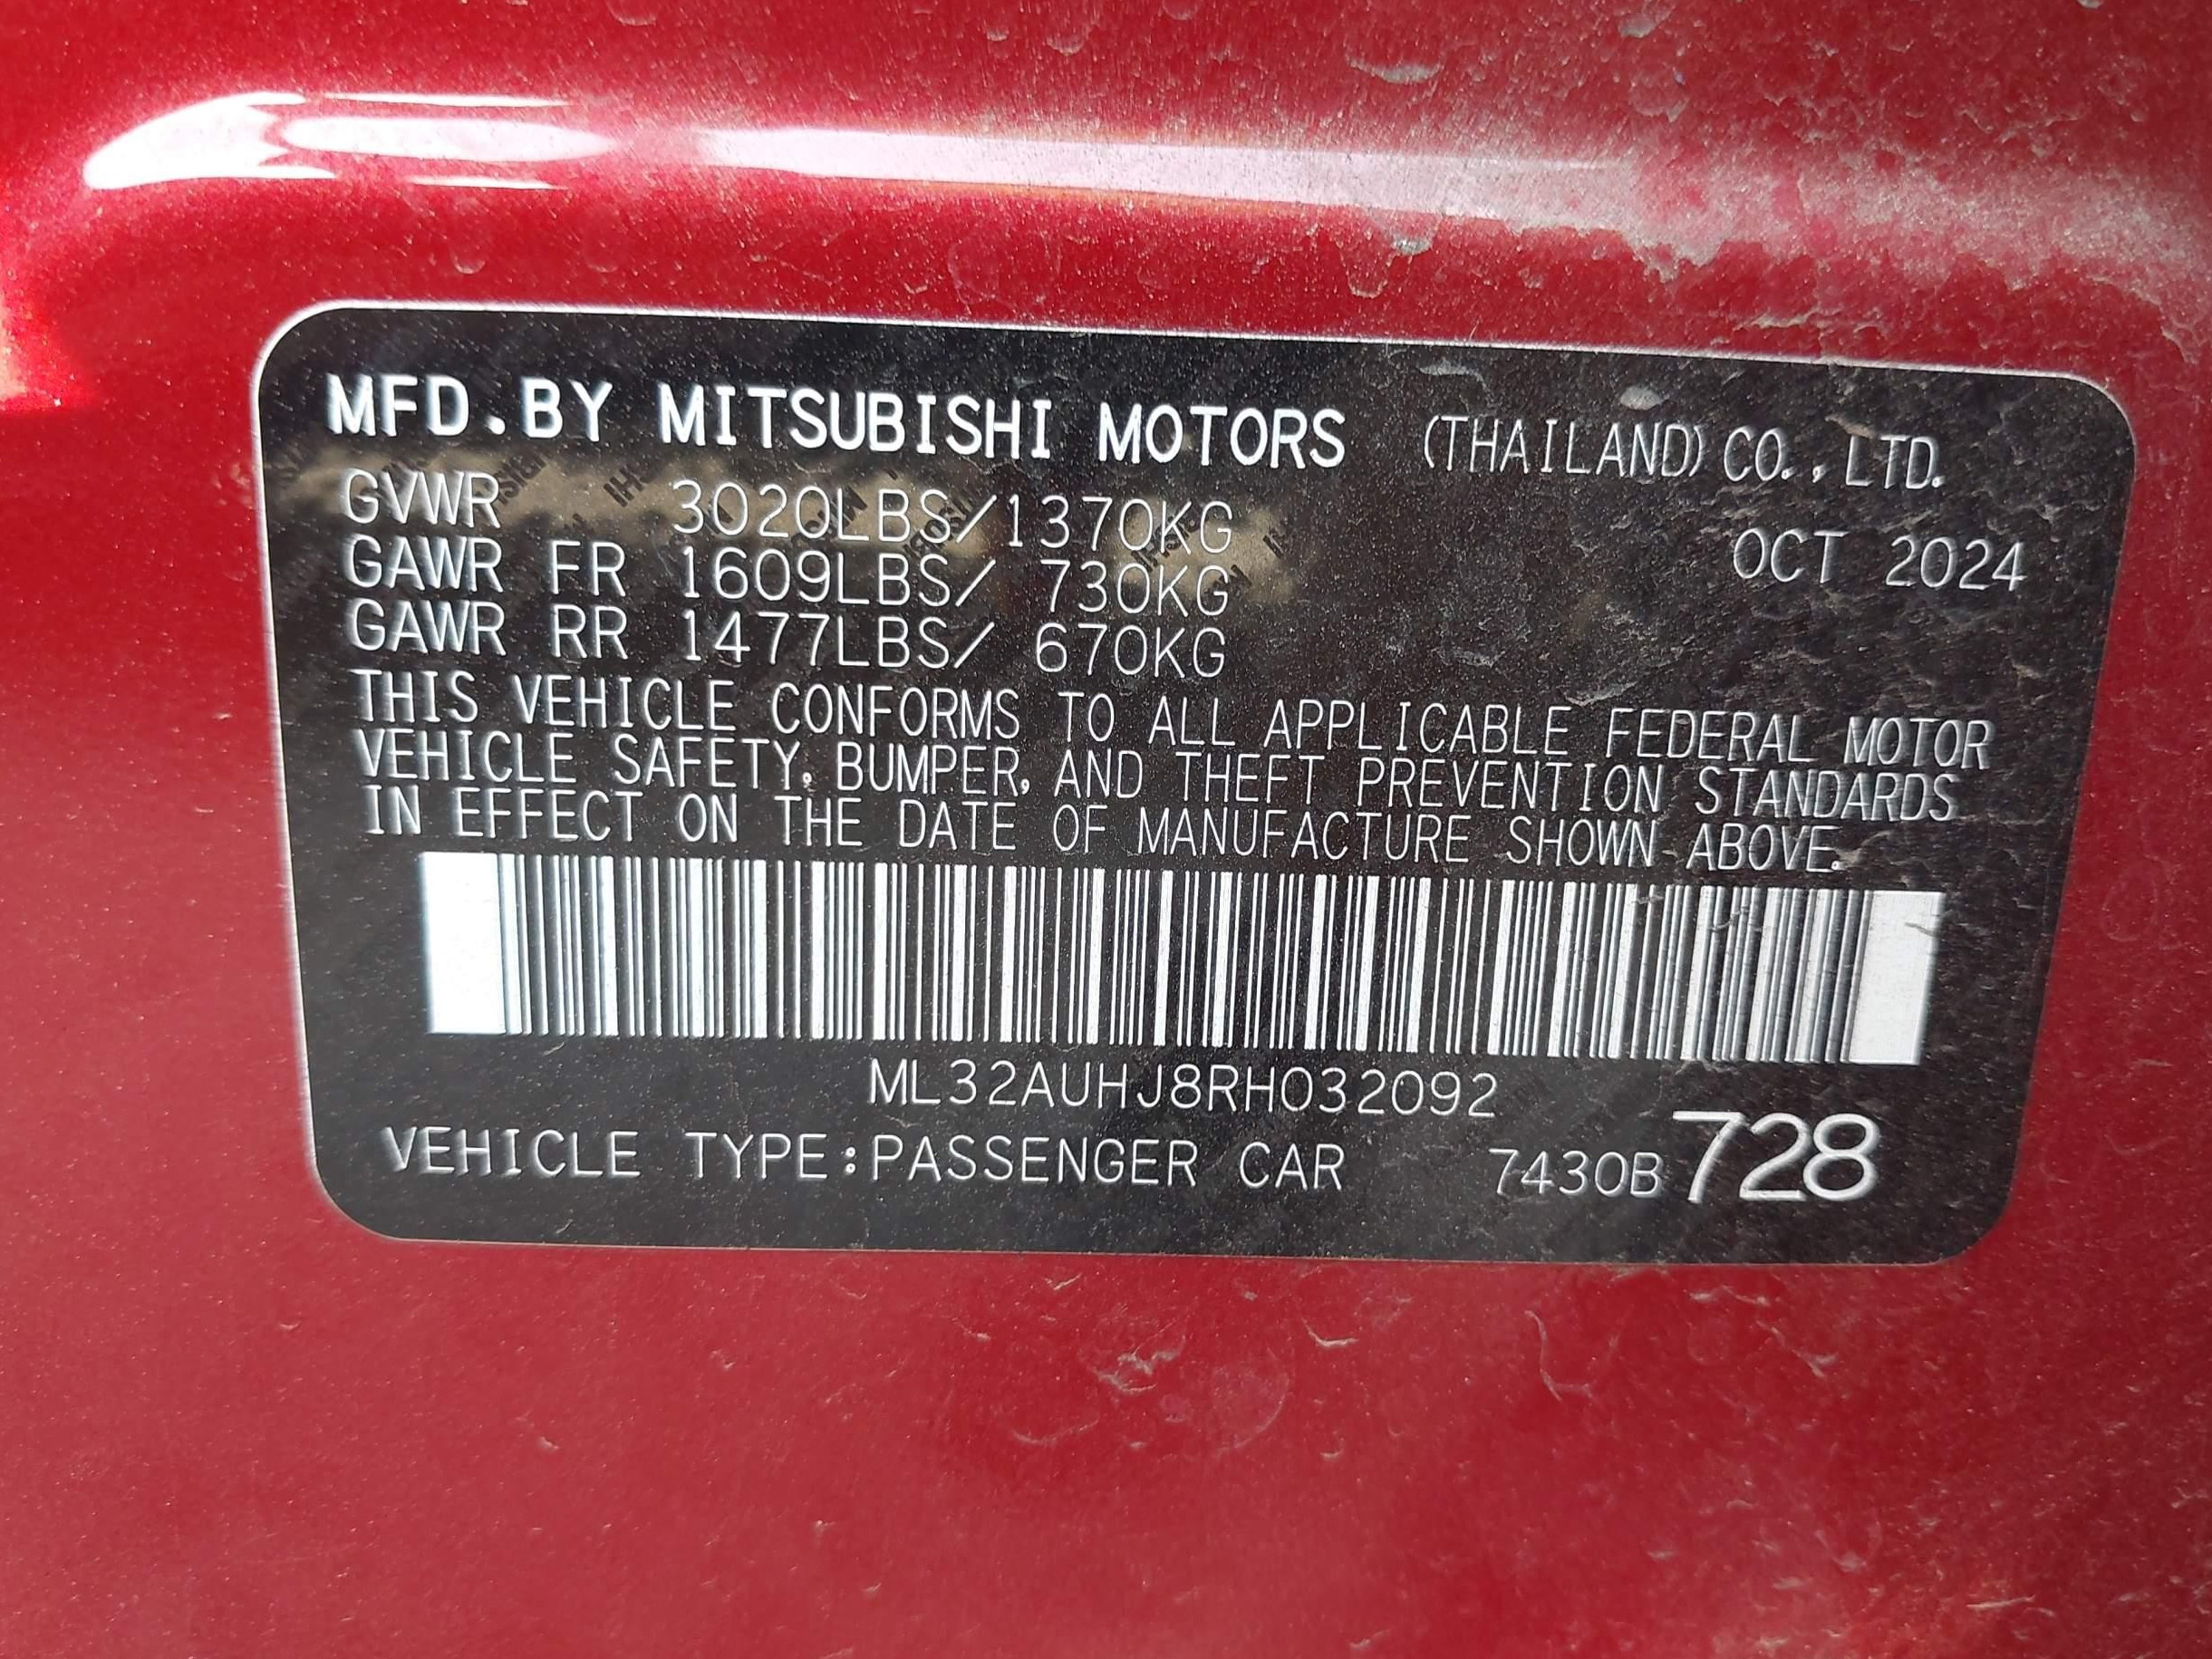 MFD.BY MITSUBISHI MOTORS (THAILAND) CO., LTD.
GVWR 3020LBS/1370KG
OCT 2024
GAWR FR 1609LBS/ 730KG
GAWR RR 1477LBS/ 670KG
THIS VEHICLE CONFORMS TO ALL APPLICABLE FEDERAL MOTOR
VEHICLE SAFETY, BUMPER, AND THEFT PREVENTION STANDARDS
IN EFFECT ON THE DATE OF MANUFACTURE SHOWN ABOVE.
ML32AUHJ8RH032092
VEHICLE TYPE:PASSENGER CAR 7430B728